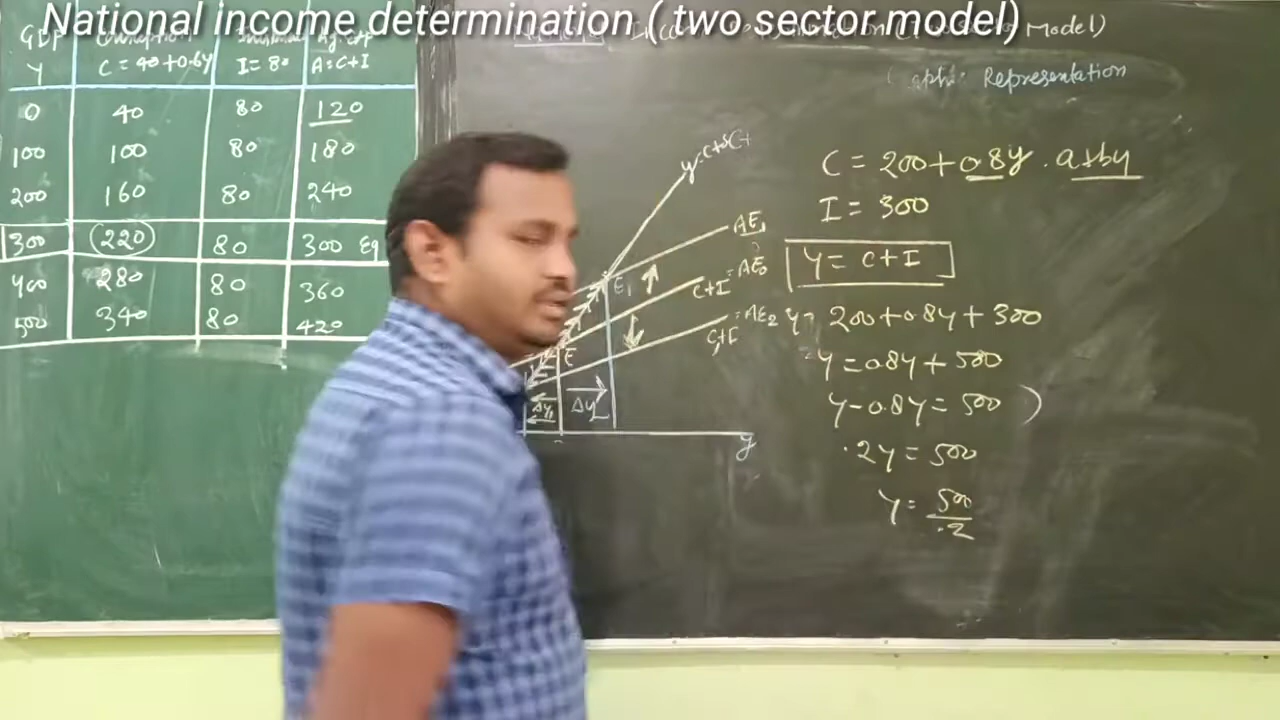 National income determination ( two sector model)
GDP
Y C = 40+0.6Y I = 80 A = C+I
0 40 80 120
100 100 80 180
200 160 80 240
300 220 80 300 Eq
400 280 80 360
500 340 80 420
Model)
Representation
AE1
C+I = AE0
= AE2
E1
E
Δy
y
C = 200+0.8y . a+by
I = 300
Y = C+I
y = 200+0.8y+300
y = 0.8y+500
y-0.8y = 500 )
.2y = 500
y = 500
.2